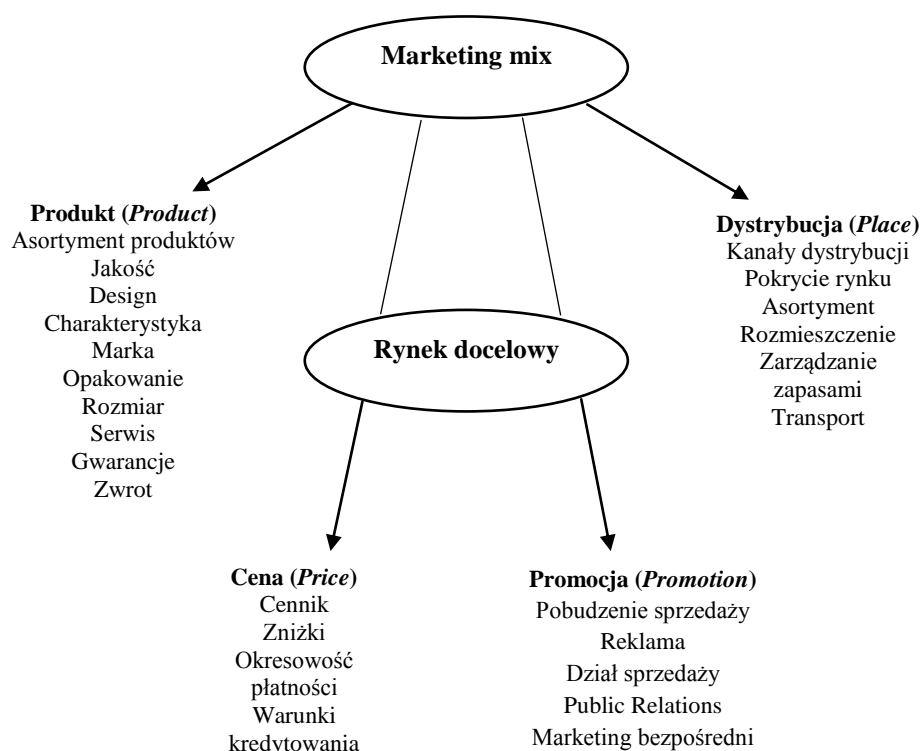 Marketing mix
Produkt (Product)
Asortyment produktów
Jakość
Design
Charakterystyka
Marka
Opakowanie
Rozmiar
Serwis
Gwarancje
Zwrot
Dystrybucja (Place)
Kanały dystrybucji
Pokrycie rynku
Asortyment
Rozmieszczenie
Zarządzanie
zapasami
Transport
Rynek docelowy
Cena (Price)
Cennik
Zniżki
Okresowość
płatności
Warunki
kredytowania
Promocja (Promotion)
Pobudzenie sprzedaży
Reklama
Dział sprzedaży
Public Relations
Marketing bezpośredni